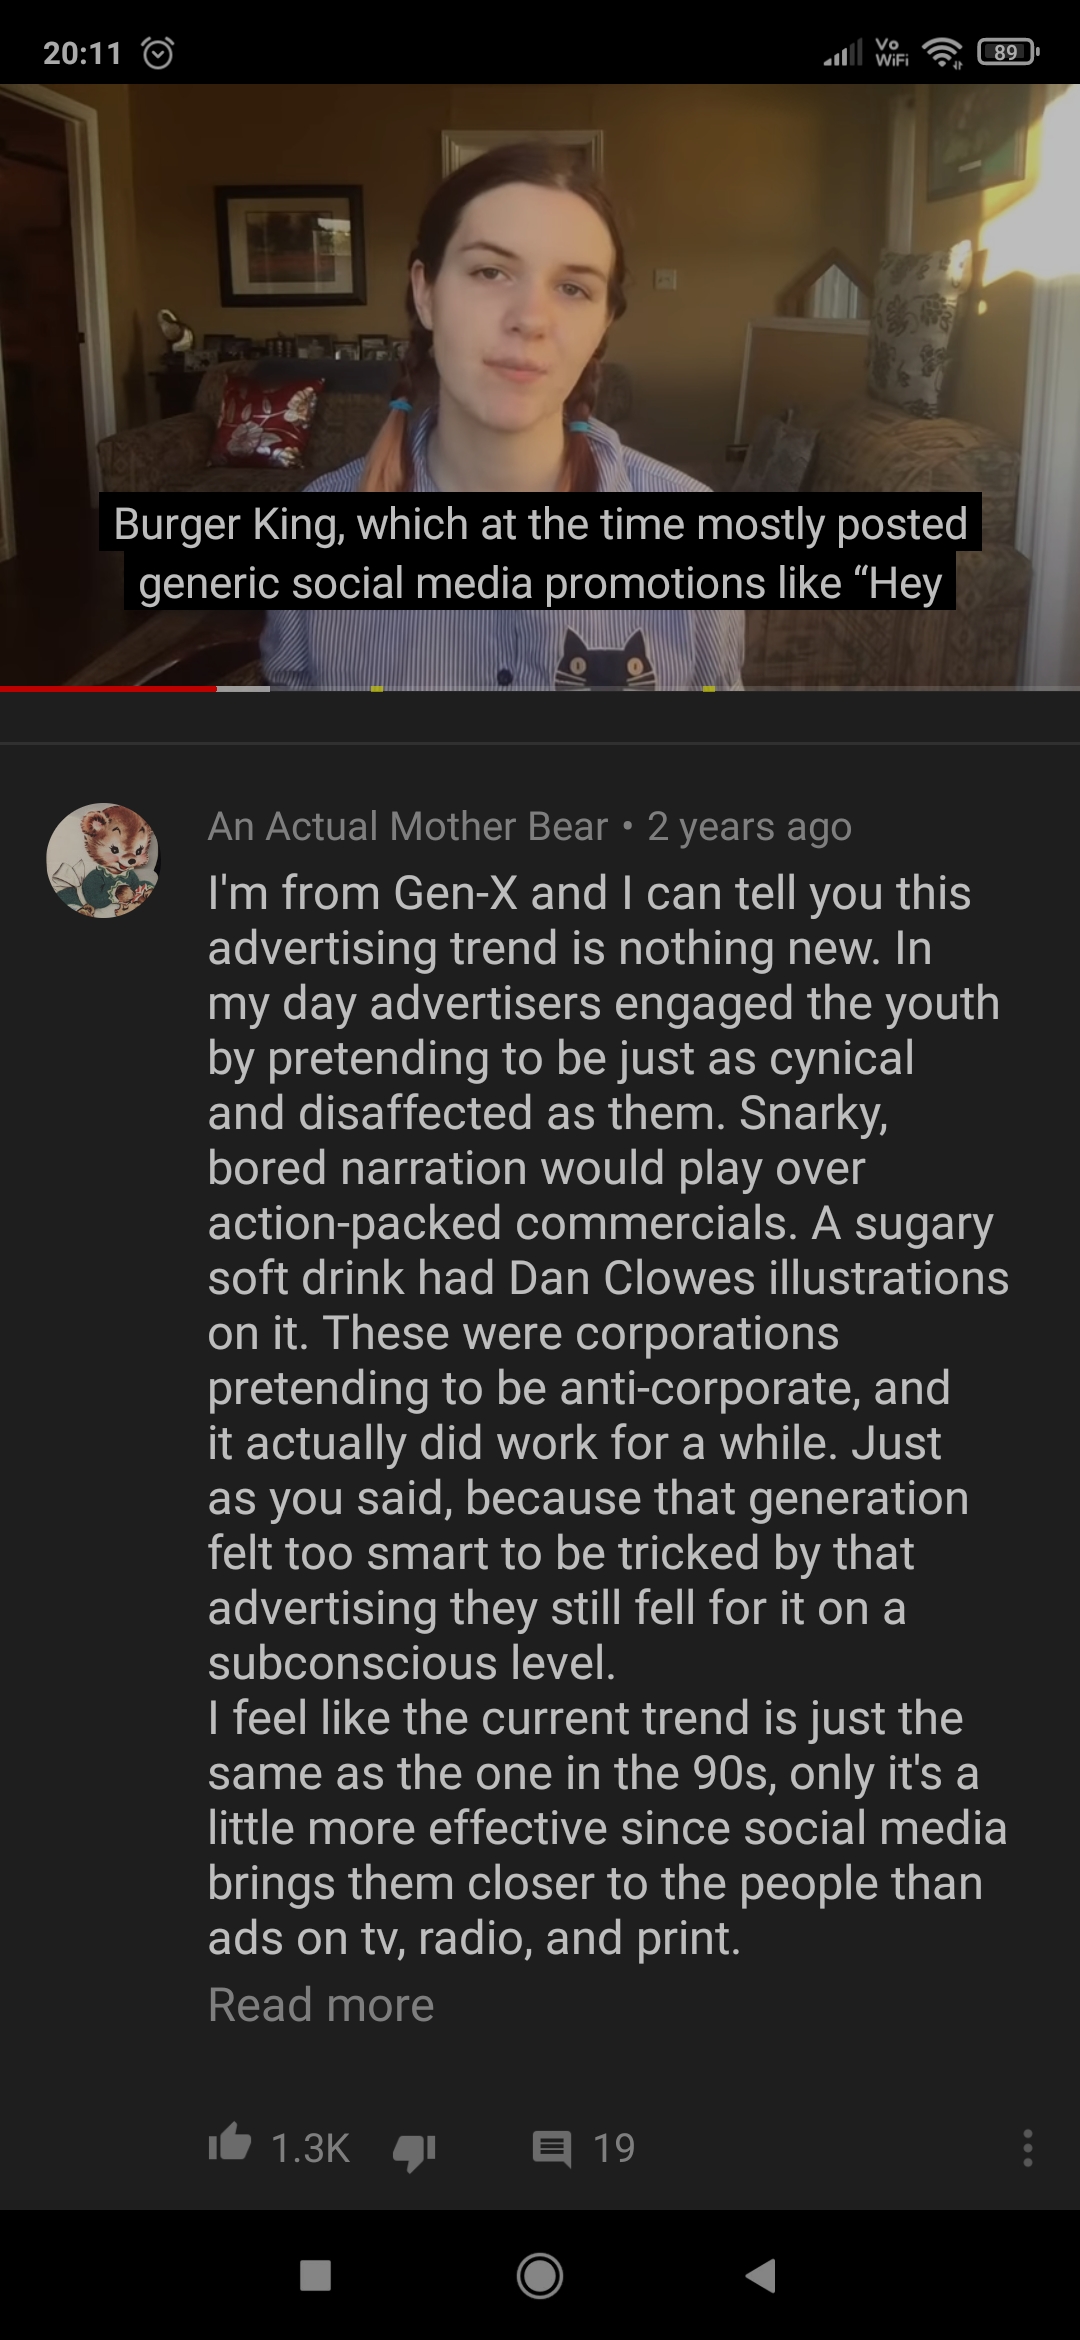 20:11
Vo
WiFi
89
Burger King, which at the time mostly posted
generic social media promotions like “Hey
An Actual Mother Bear • 2 years ago
I'm from Gen-X and I can tell you this
advertising trend is nothing new. In
my day advertisers engaged the youth
by pretending to be just as cynical
and disaffected as them. Snarky,
bored narration would play over
action-packed commercials. A sugary
soft drink had Dan Clowes illustrations
on it. These were corporations
pretending to be anti-corporate, and
it actually did work for a while. Just
as you said, because that generation
felt too smart to be tricked by that
advertising they still fell for it on a
subconscious level.
I feel like the current trend is just the
same as the one in the 90s, only it's a
little more effective since social media
brings them closer to the people than
ads on tv, radio, and print.
Read more
1.3K
19